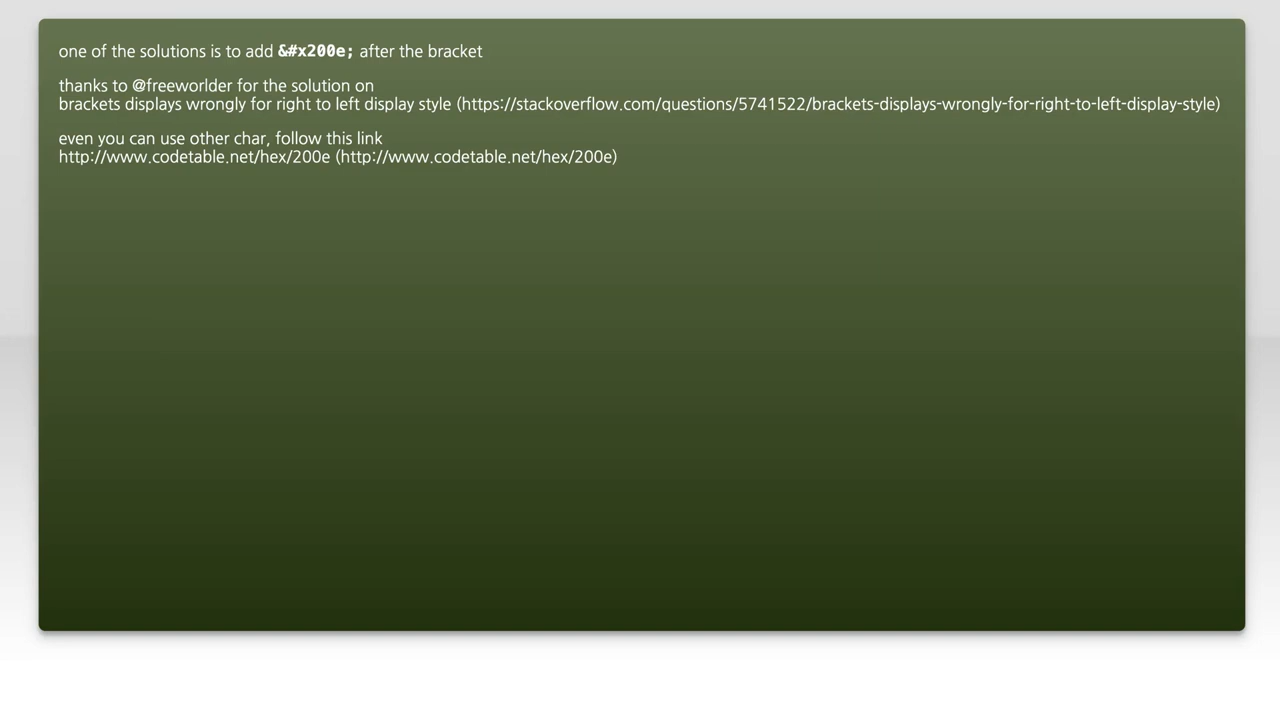 one of the solutions is to add &#x200e; after the bracket
thanks to @freeworlder for the solution on
brackets displays wrongly for right to left display style (https://stackoverflow.com/questions/5741522/brackets-displays-wrongly-for-right-to-left-display-style)
even you can use other char, follow this link
http://www.codetable.net/hex/200e (http://www.codetable.net/hex/200e)